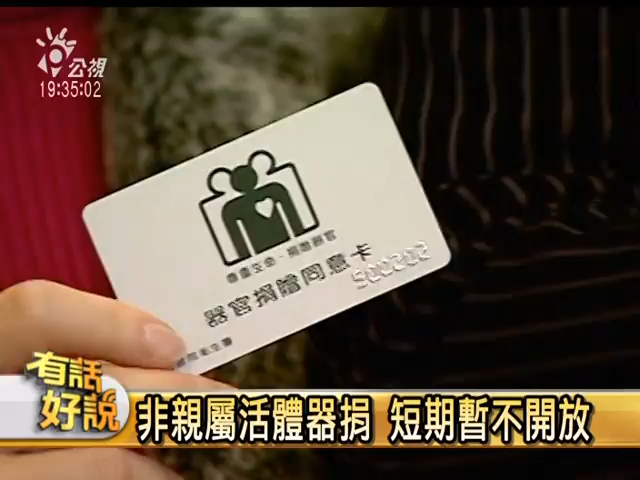 公視
19:35:02
器官捐贈同意卡
500302
有話
好說
非親屬活體器捐 短期暫不開放